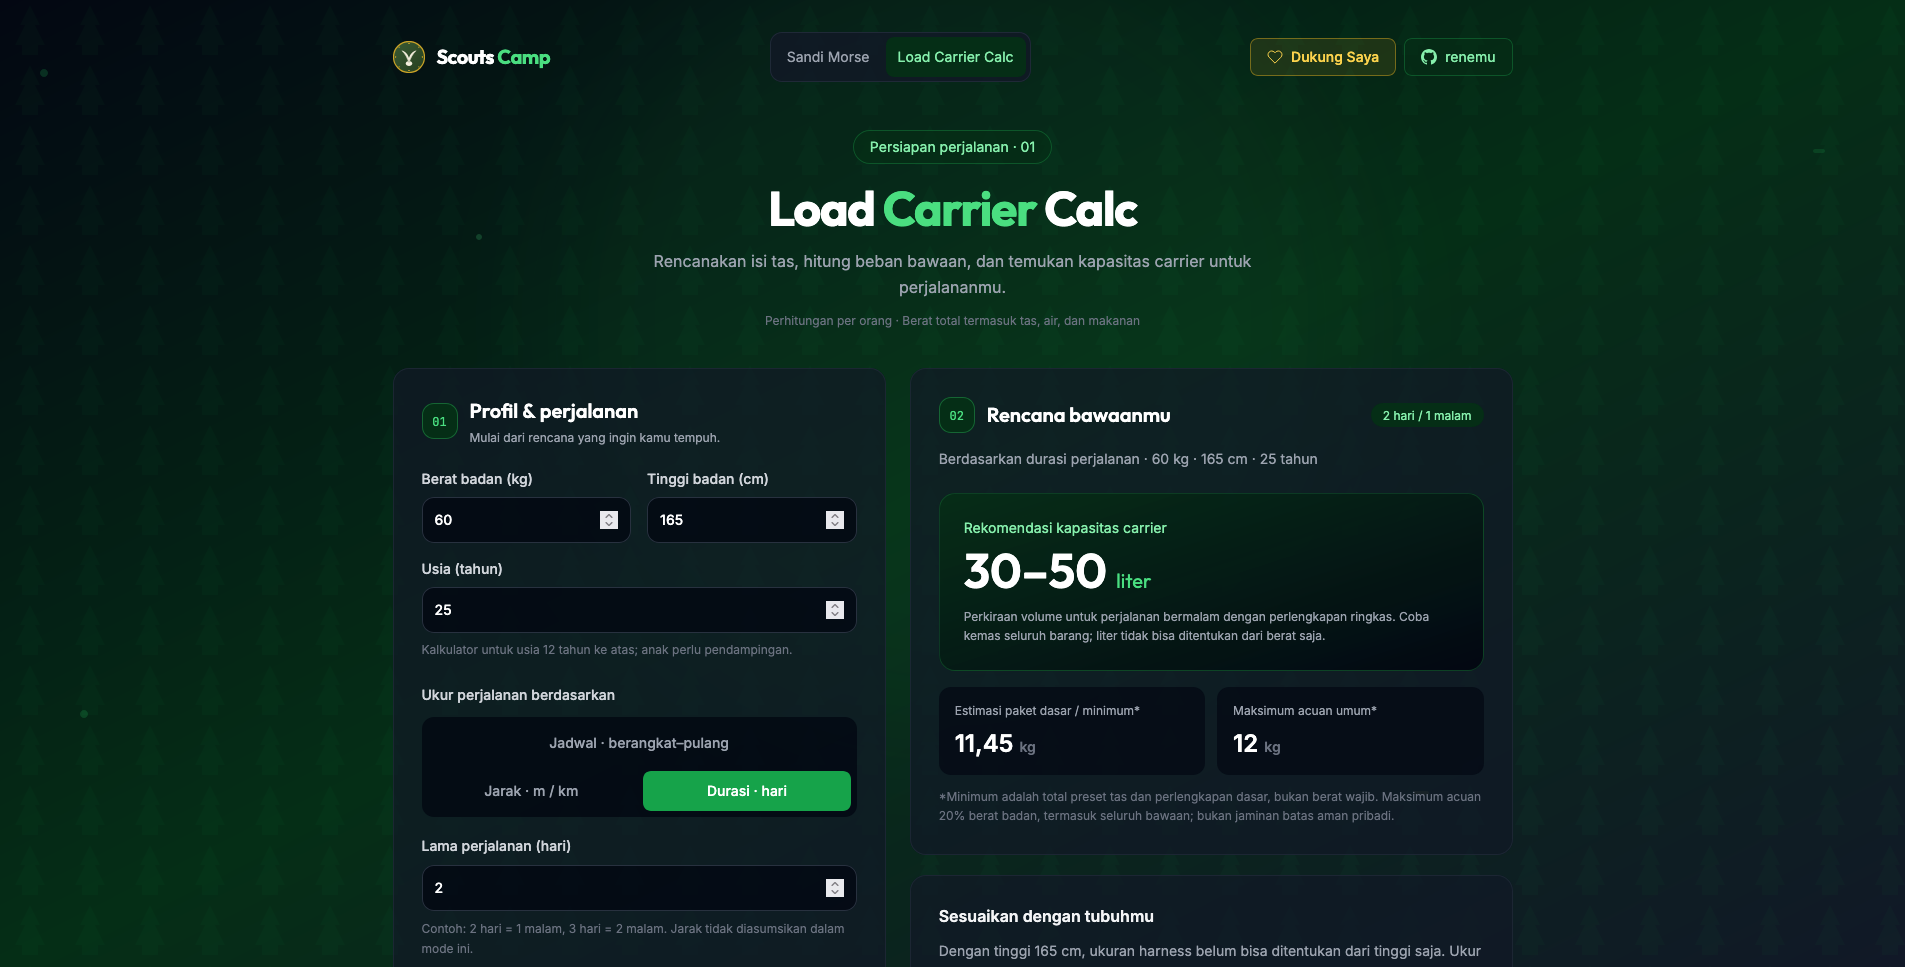 Scouts Camp
Sandi Morse
Load Carrier Calc
Dukung Saya
renemu
Persiapan perjalanan · 01
Load Carrier Calc
Rencanakan isi tas, hitung beban bawaan, dan temukan kapasitas carrier untuk
perjalananmu.
Perhitungan per orang · Berat total termasuk tas, air, dan makanan
01
Profil & perjalanan
Mulai dari rencana yang ingin kamu tempuh.
Berat badan (kg)
Tinggi badan (cm)
60
165
Usia (tahun)
25
Kalkulator untuk usia 12 tahun ke atas; anak perlu pendampingan.
Ukur perjalanan berdasarkan
Jadwal · berangkat–pulang
Jarak · m / km
Durasi · hari
Lama perjalanan (hari)
2
Contoh: 2 hari = 1 malam, 3 hari = 2 malam. Jarak tidak diasumsikan dalam
mode ini.
02
Rencana bawaanmu
2 hari / 1 malam
Berdasarkan durasi perjalanan · 60 kg · 165 cm · 25 tahun
Rekomendasi kapasitas carrier
30–50 liter
Perkiraan volume untuk perjalanan bermalam dengan perlengkapan ringkas. Coba
kemas seluruh barang; liter tidak bisa ditentukan dari berat saja.
Estimasi paket dasar / minimum*
11,45 kg
Maksimum acuan umum*
12 kg
*Minimum adalah total preset tas dan perlengkapan dasar, bukan berat wajib. Maksimum acuan
20% berat badan, termasuk seluruh bawaan; bukan jaminan batas aman pribadi.
Sesuaikan dengan tubuhmu
Dengan tinggi 165 cm, ukuran harness belum bisa ditentukan dari tinggi saja. Ukur